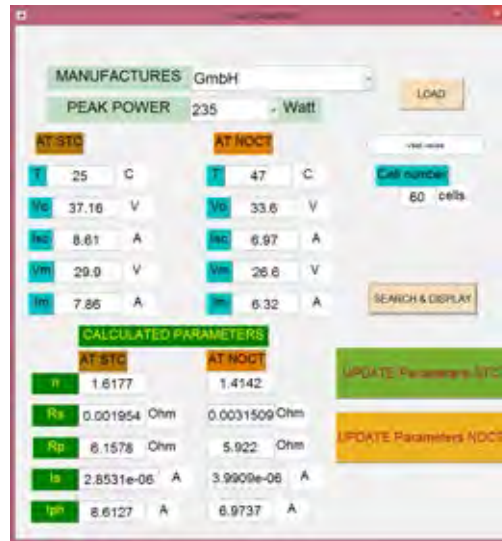 MANUFACTURES GmbH
LOAD
PEAK POWER 235 Watt
AT STC AT NOCT
T 25 C T 47 C
Cell number
60 cells
Vo 37.16 V Vo 33.6 V
Isc 8.61 A Isc 6.97 A
Vm 29.9 V Vm 26.6 V
Im 7.86 A Im 6.32 A
SEARCH & DISPLAY
CALCULATED PARAMETERS
AT STC AT NOCT
n 1.6177 1.4142
UPDATE Parameters STC
Rs 0.001954 Ohm 0.0031509 Ohm
Rp 6.1578 Ohm 5.922 Ohm
UPDATE Parameters NOCT
Is 2.8531e-06 A 3.9909e-06 A
Iph 8.6127 A 6.9737 A